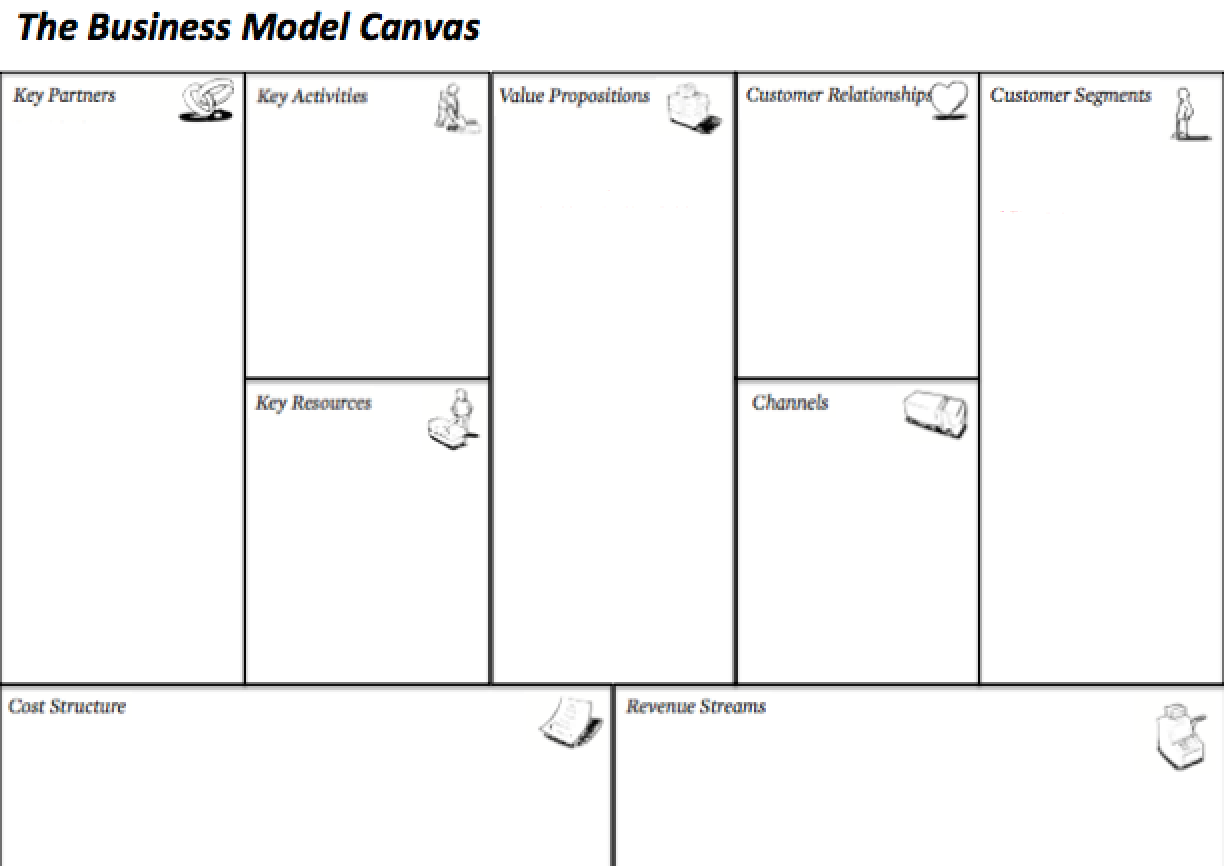 The Business Model Canvas
Key Partners
Key Activities
Value Propositions
Customer Relationships
Customer Segments
Key Resources
Channels
Cost Structure
Revenue Streams